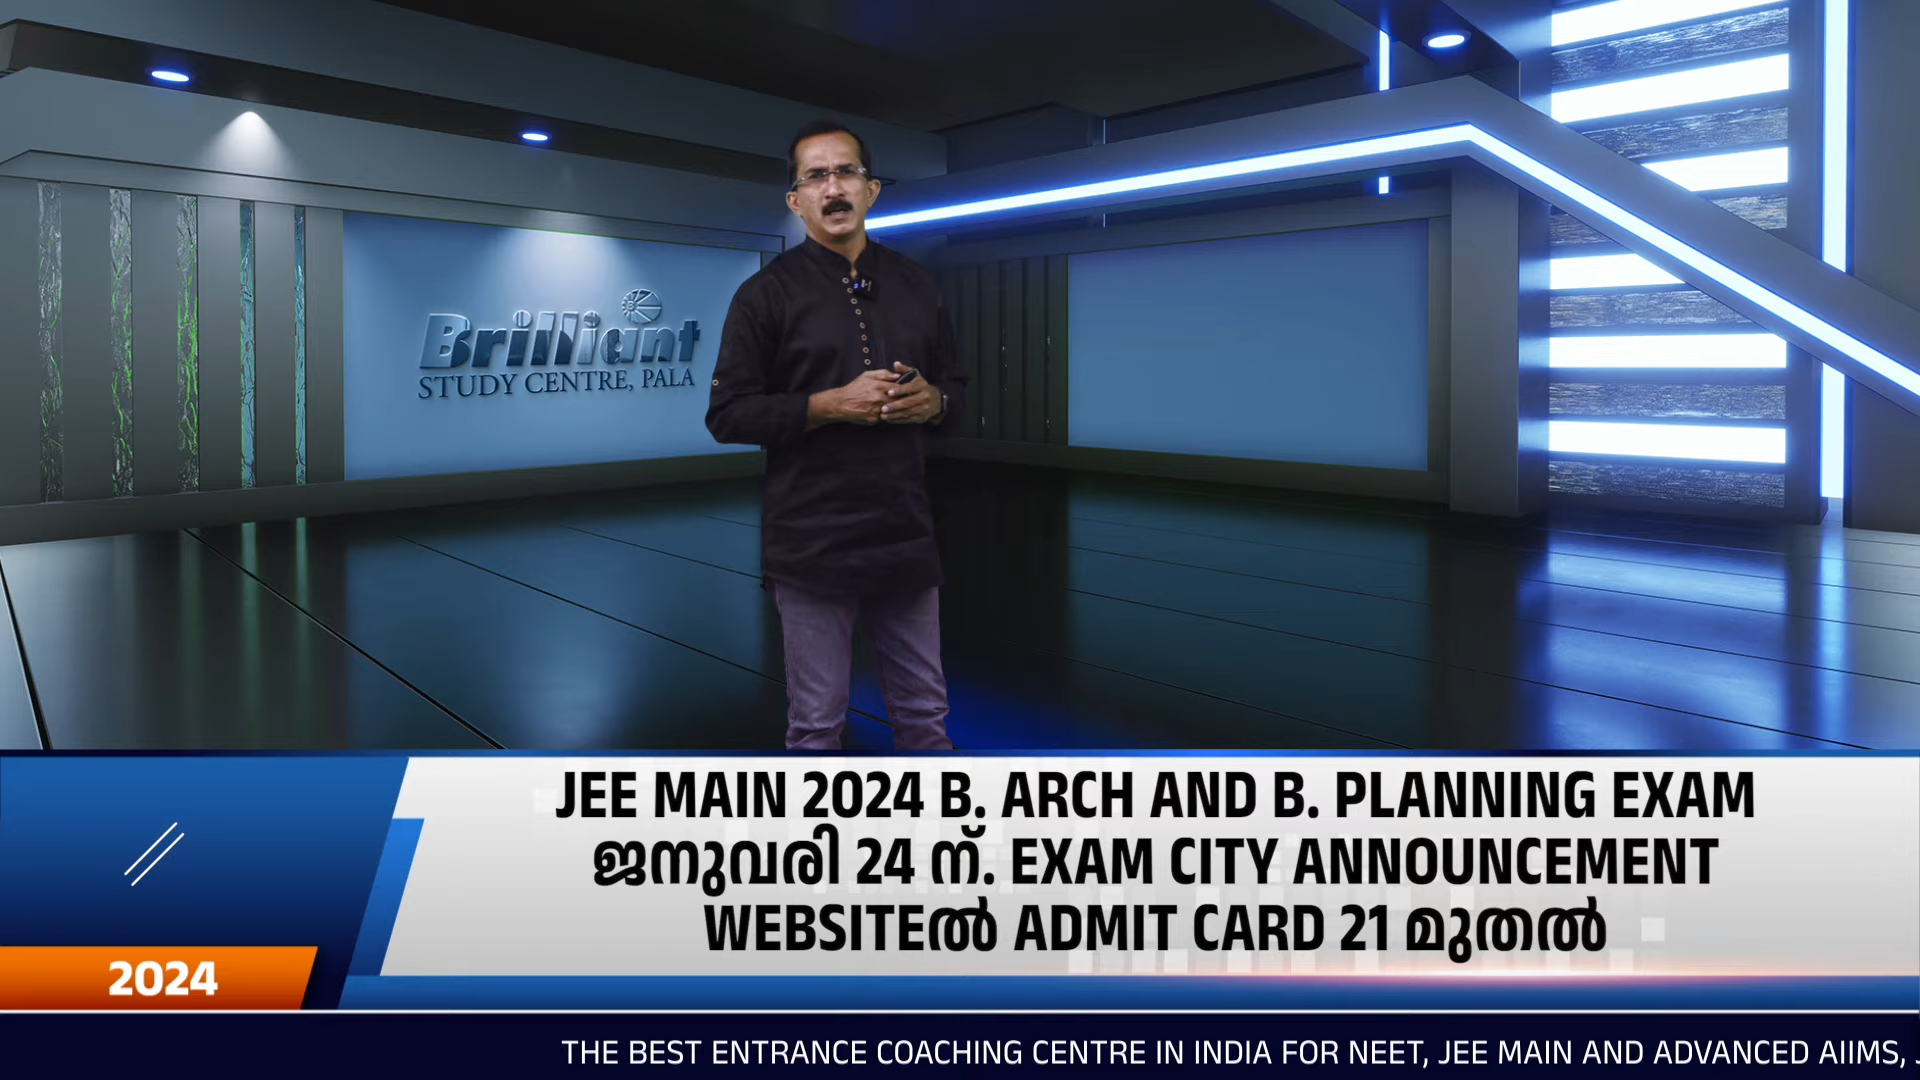 Brilliant
STUDY CENTRE, PALA
JEE MAIN 2024 B. ARCH AND B. PLANNING EXAM
ജനുവരി 24 ന്. EXAM CITY ANNOUNCEMENT
WEBSITEൽ ADMIT CARD 21 മുതൽ
2024
THE BEST ENTRANCE COACHING CENTRE IN INDIA FOR NEET, JEE MAIN AND ADVANCED AIIMS,